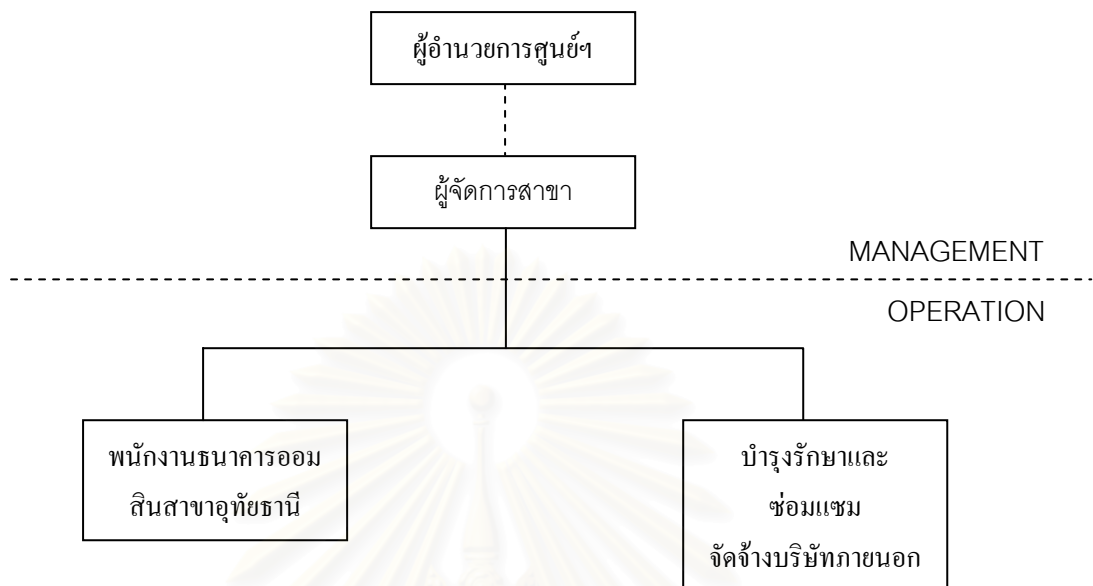 ผู้อำนวยการศูนย์ฯ
ผู้จัดการสาขา
MANAGEMENT
OPERATION
พนักงานธนาคารออม
สินสาขาอุทัยธานี
บำรุงรักษาและ
ซ่อมแซม
จัดจ้างบริษัทภายนอก